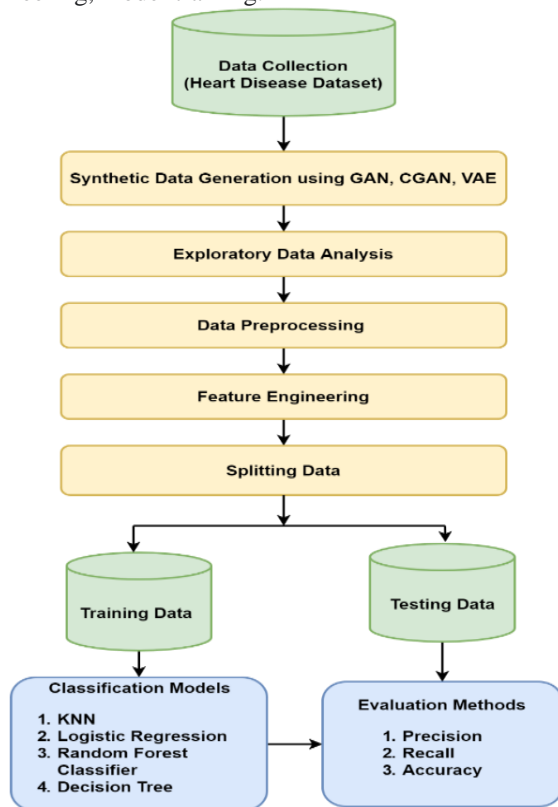 Data Collection
(Heart Disease Dataset)
Synthetic Data Generation using GAN, CGAN, VAE
Exploratory Data Analysis
Data Preprocessing
Feature Engineering
Splitting Data
Training Data
Testing Data
Classification Models
1. KNN
2. Logistic Regression
3. Random Forest
Classifier
4. Decision Tree
Evaluation Methods
1. Precision
2. Recall
3. Accuracy